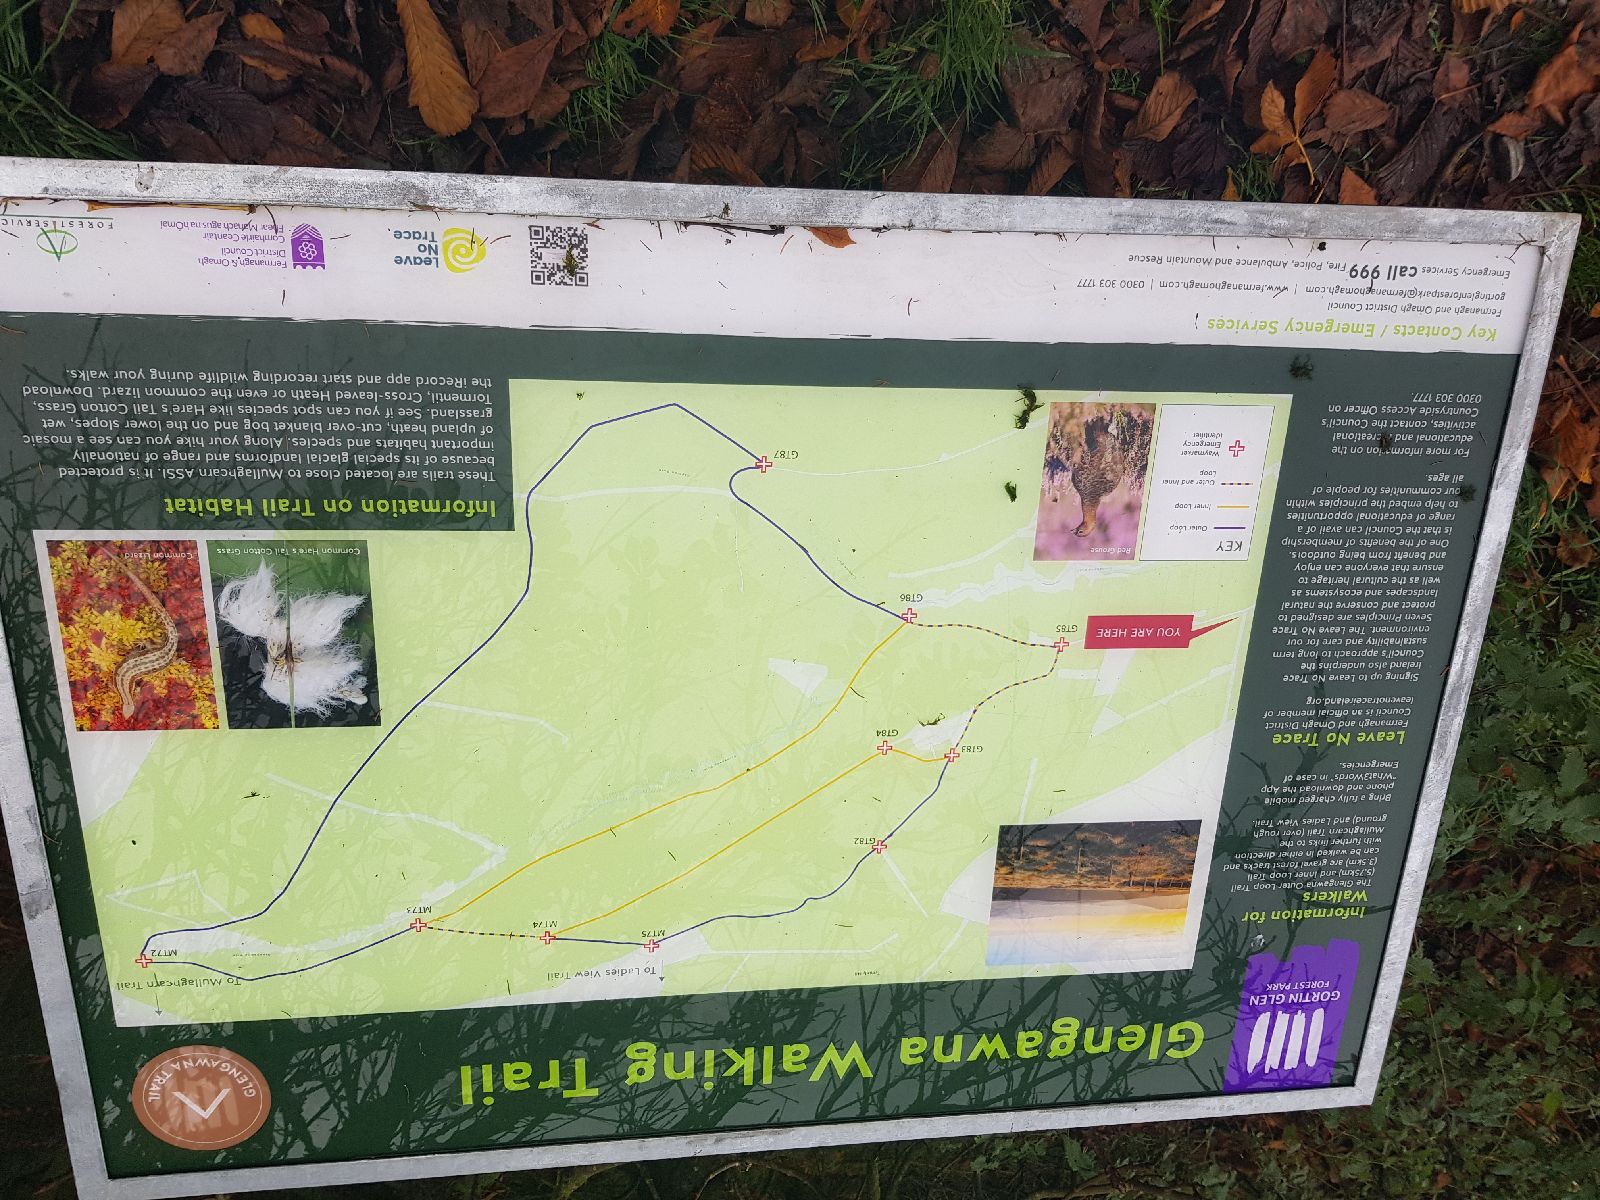 GORTIN GLEN
FOREST PARK
Glengawna Walking Trail
GLENGAWNA TRAIL
Information for
Walkers
The Glengawna Outer Loop Trail
(5.75km) and Inner Loop Trail
(3.5km) are gravel forest tracks and
can be walked in either direction
with further links to the
Mullaghcarn Trail (over rough
ground) and Ladies View Trail.
Bring a fully charged mobile
phone and download the App
"What3Words" in case of
Emergencies.
Leave No Trace
Fermanagh and Omagh District
Council is an official member of
leavenotraceireland.org
Signing up to Leave No Trace
Ireland also underpins the
Council's approach to long term
sustainability and care for our
environment. The Leave No Trace
Seven Principles are designed to
protect and conserve the natural
landscapes and ecosystems as
well as the cultural heritage to
ensure that everyone can enjoy
and benefit from being outdoors.
One of the benefits of membership
is that the Council can avail of a
range of educational opportunities
to help embed the principles within
our communities for people of
all ages.
For more information on the
educational and recreational
activities, contact the Council's
Countryside Access Officer on
0300 303 1777.
To Ladies View Trail
To Mullaghcarn Trail
MT72
MT75
MT74
MT73
GT82
GT83
GT84
YOU ARE HERE
GT85
GT86
GT87
KEY
Outer Loop
Inner Loop
Outer and Inner
Loop
Waymarker
Emergency
Identifier
Red Grouse
Common Hare's Tail Cotton Grass
Common Lizard
Information on Trail Habitat
These trails are located close to Mullaghcarn ASSI. It is protected
because of its special glacial landforms and range of nationally
important habitats and species. Along your hike you can see a mosaic
of upland heath, cut-over blanket bog and on the lower slopes, wet
grassland. See if you can spot species like Hare's Tail Cotton Grass,
Tormentil, Cross-leaved Heath or even the common lizard. Download
the iRecord app and start recording wildlife during your walks.
Key Contacts / Emergency Services
Fermanagh and Omagh District Council
gortinglenforestpark@fermanaghomagh.com | www.fermanaghomagh.com | 0300 303 1777
Emergency Services call 999 Fire, Police, Ambulance and Mountain Rescue
Leave
No
Trace
Fermanagh & Omagh
District Council
Comhairle Ceantair
Fhear Manach agus na hÓmaí
FOREST SERVIC